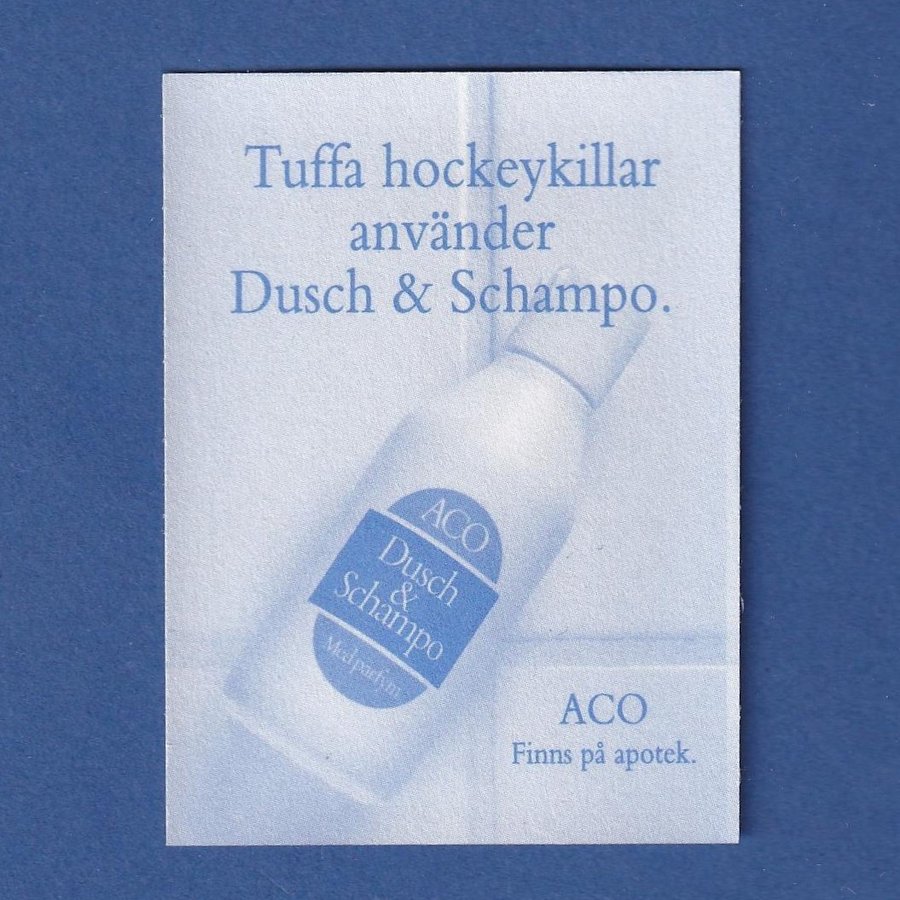 Tuffa hockeykillar
använder
Dusch & Schampo.
ACO
Dusch
&
Schampo
Med parfym
ACO
Finns på apotek.